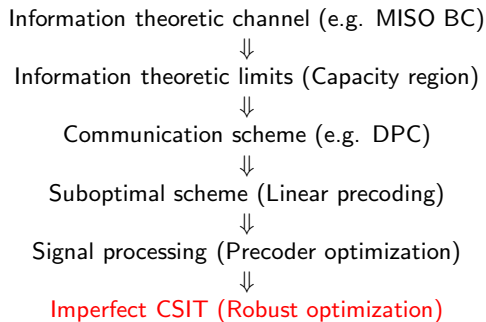 Information theoretic channel (e.g. MISO BC)
⇓
Information theoretic limits (Capacity region)
⇓
Communication scheme (e.g. DPC)
⇓
Suboptimal scheme (Linear precoding)
⇓
Signal processing (Precoder optimization)
⇓
Imperfect CSIT (Robust optimization)